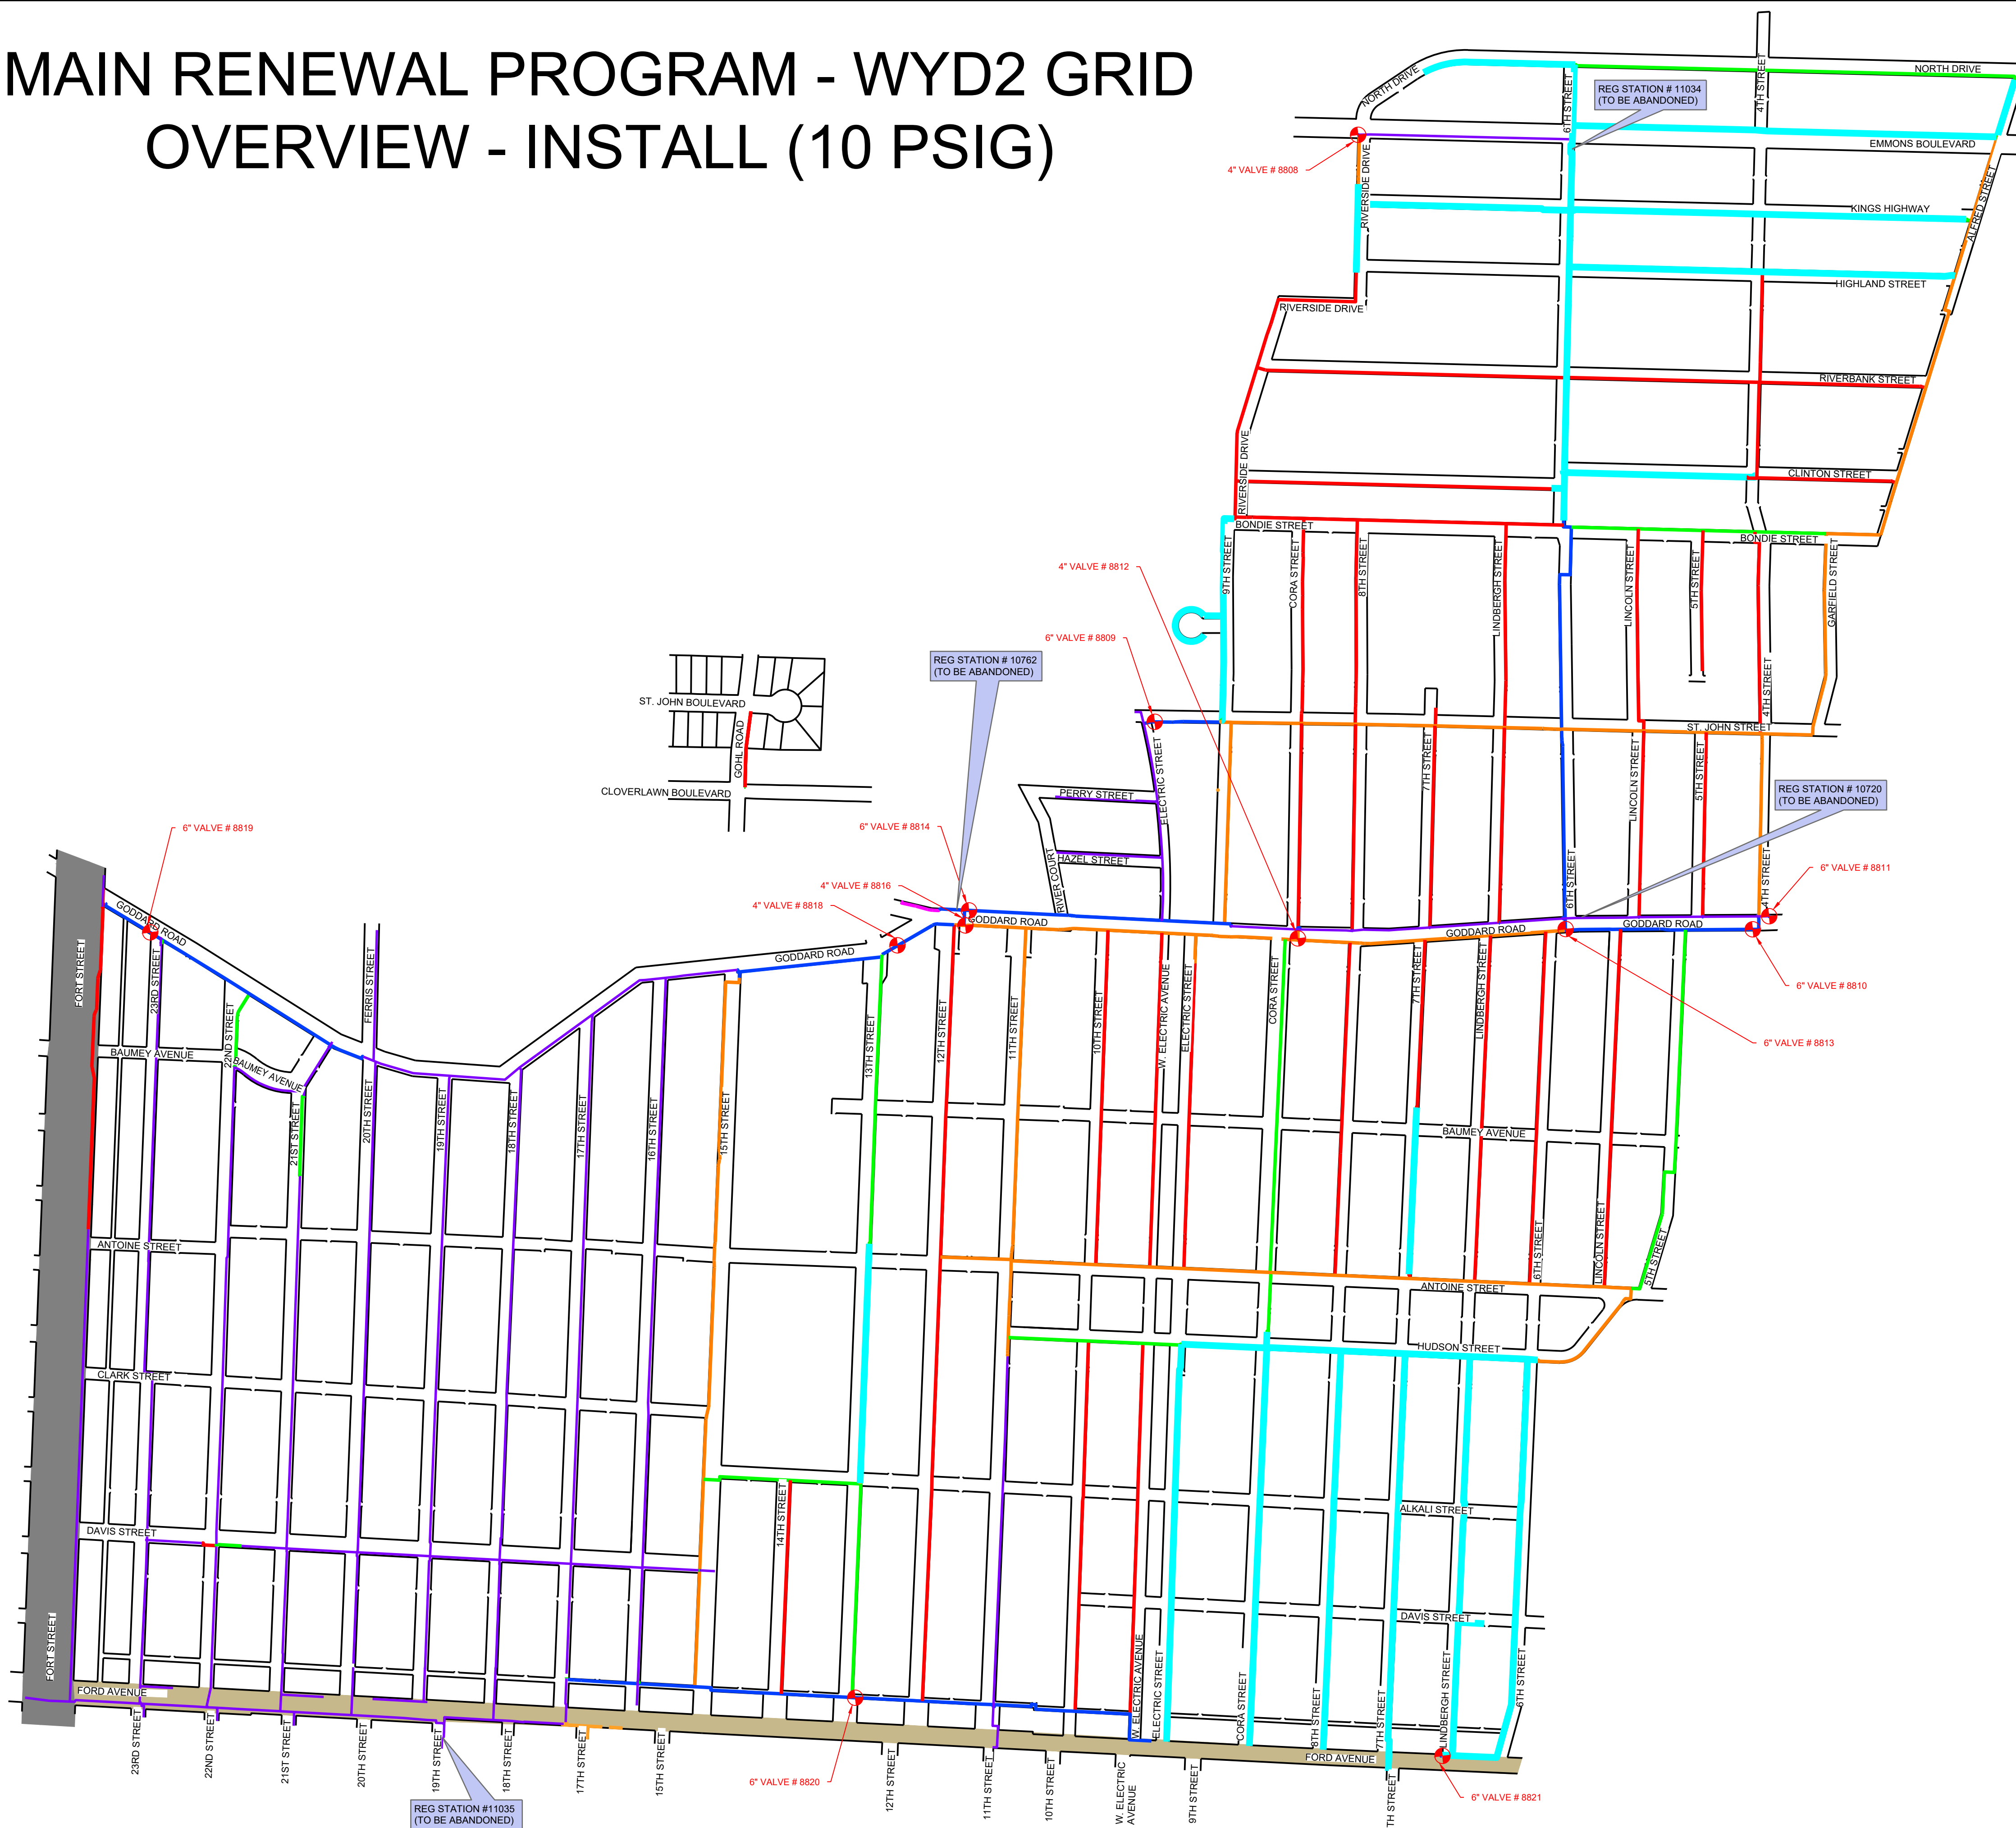 MAIN RENEWAL PROGRAM - WYD2 GRID
OVERVIEW - INSTALL (10 PSIG)
NORTH DRIVE
NORTH DRIVE
6TH STREET
4TH STREET
REG STATION # 11034
(TO BE ABANDONED)
EMMONS BOULEVARD
4" VALVE # 8808
RIVERSIDE DRIVE
KINGS HIGHWAY
ALFRED STREET
HIGHLAND STREET
RIVERSIDE DRIVE
RIVERBANK STREET
RIVERSIDE DRIVE
CLINTON STREET
BONDIE STREET
BONDIE STREET
9TH STREET
CORA STREET
8TH STREET
LINDBERGH STREET
LINCOLN STREET
5TH STREET
GARFIELD STREET
4" VALVE # 8812
6" VALVE # 8809
REG STATION # 10762
(TO BE ABANDONED)
4TH STREET
ST. JOHN BOULEVARD
GOHL ROAD
CLOVERLAWN BOULEVARD
ST. JOHN STREET
ELECTRIC STREET
7TH STREET
LINCOLN STREET
5TH STREET
PERRY STREET
REG STATION # 10720
(TO BE ABANDONED)
6" VALVE # 8819
6" VALVE # 8814
HAZEL STREET
RIVER COURT
6TH STREET
4TH STREET
6" VALVE # 8811
4" VALVE # 8816
4" VALVE # 8818
GODDARD ROAD
GODDARD ROAD
GODDARD ROAD
GODDARD ROAD
GODDARD ROAD
FORT STREET
23RD STREET
FERRIS STREET
6" VALVE # 8810
22ND STREET
BAUMEY AVENUE
BAUMEY AVENUE
21ST STREET
20TH STREET
19TH STREET
18TH STREET
17TH STREET
16TH STREET
15TH STREET
13TH STREET
12TH STREET
11TH STREET
10TH STREET
W. ELECTRIC AVENUE
ELECTRIC STREET
CORA STREET
7TH STREET
LINDBERGH STREET
6" VALVE # 8813
BAUMEY AVENUE
ANTOINE STREET
6TH STREET
LINCOLN STREET
5TH STREET
ANTOINE STREET
HUDSON STREET
CLARK STREET
14TH STREET
ALKALI STREET
DAVIS STREET
DAVIS STREET
FORT STREET
FORD AVENUE
W. ELECTRIC AVENUE
ELECTRIC STREET
CORA STREET
8TH STREET
7TH STREET
LINDBERGH STREET
6TH STREET
FORD AVENUE
23RD STREET
22ND STREET
21ST STREET
20TH STREET
19TH STREET
18TH STREET
17TH STREET
15TH STREET
6" VALVE # 8820
12TH STREET
11TH STREET
10TH STREET
W. ELECTRIC
AVENUE
9TH STREET
TH STREET
6" VALVE # 8821
REG STATION #11035
(TO BE ABANDONED)